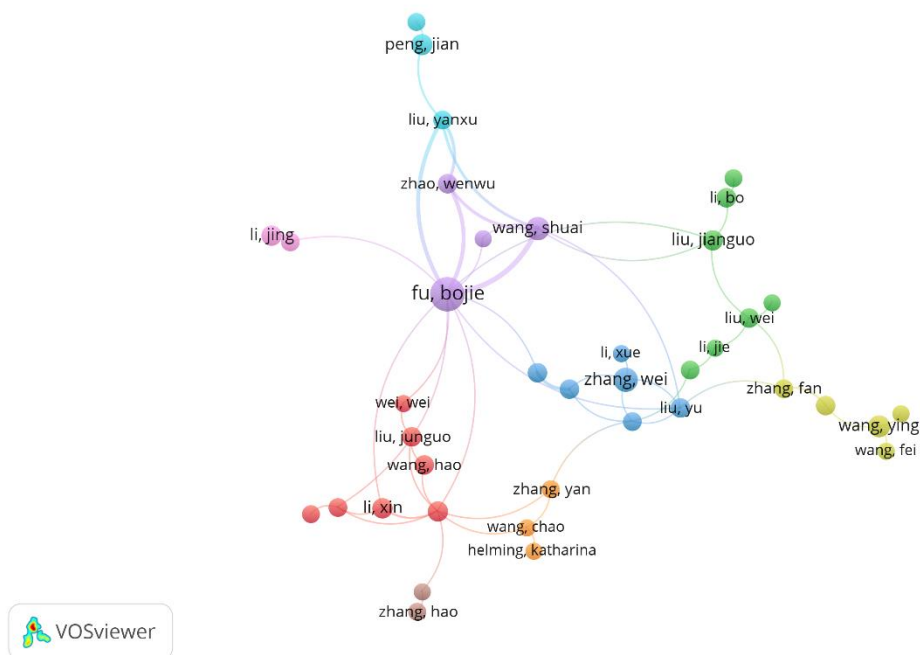 peng, jian
liu, yanxu
zhao, wenwu
li, bo
wang, shuai
li, jing
liu, jianguo
fu, bojie
liu, wei
li, jie
li, xue
zhang, wei
zhang, fan
wei, wei
liu, yu
wang, ying
liu, junguo
wang, fei
wang, hao
zhang, yan
li, xin
wang, chao
helming, katharina
zhang, hao
VOSviewer